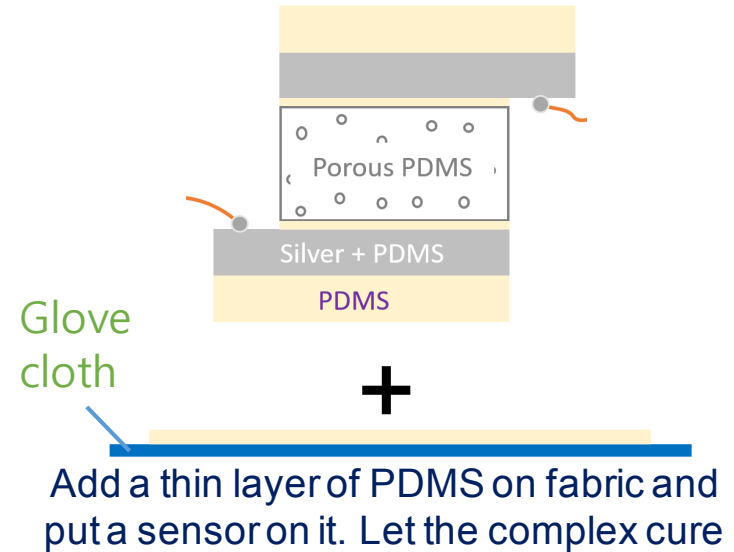 Porous PDMS
Silver + PDMS
PDMS
Glove
cloth
+
Add a thin layer of PDMS on fabric and
put a sensor on it. Let the complex cure